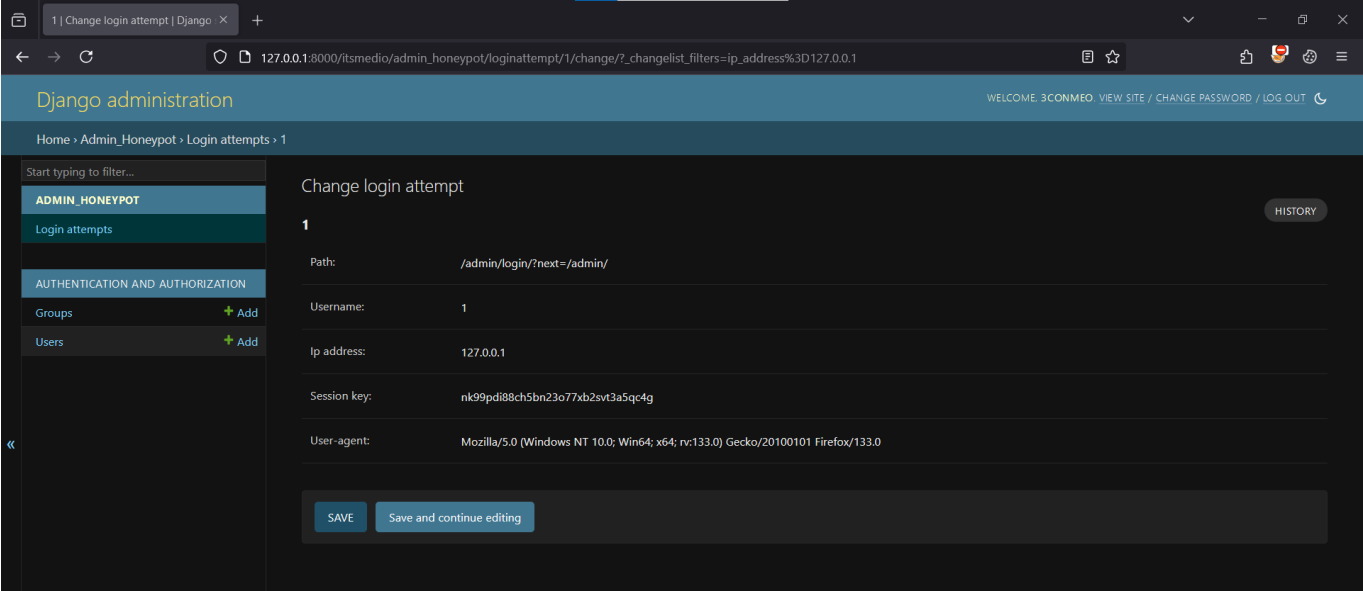 1 | Change login attempt | Django
127.0.0.1:8000/itsmedio/admin_honeypot/loginattempt/1/change/?_changelist_filters=ip_address%3D127.0.0.1
Django administration
WELCOME, 3CONMEO. VIEW SITE / CHANGE PASSWORD / LOG OUT
Home › Admin_Honeypot › Login attempts › 1
Start typing to filter...
ADMIN_HONEYPOT
Login attempts
AUTHENTICATION AND AUTHORIZATION
Groups + Add
Users + Add
«
Change login attempt
HISTORY
1
Path: /admin/login/?next=/admin/
Username: 1
Ip address: 127.0.0.1
Session key: nk99pdi88ch5bn23o77xb2svt3a5qc4g
User-agent: Mozilla/5.0 (Windows NT 10.0; Win64; x64; rv:133.0) Gecko/20100101 Firefox/133.0
SAVE Save and continue editing